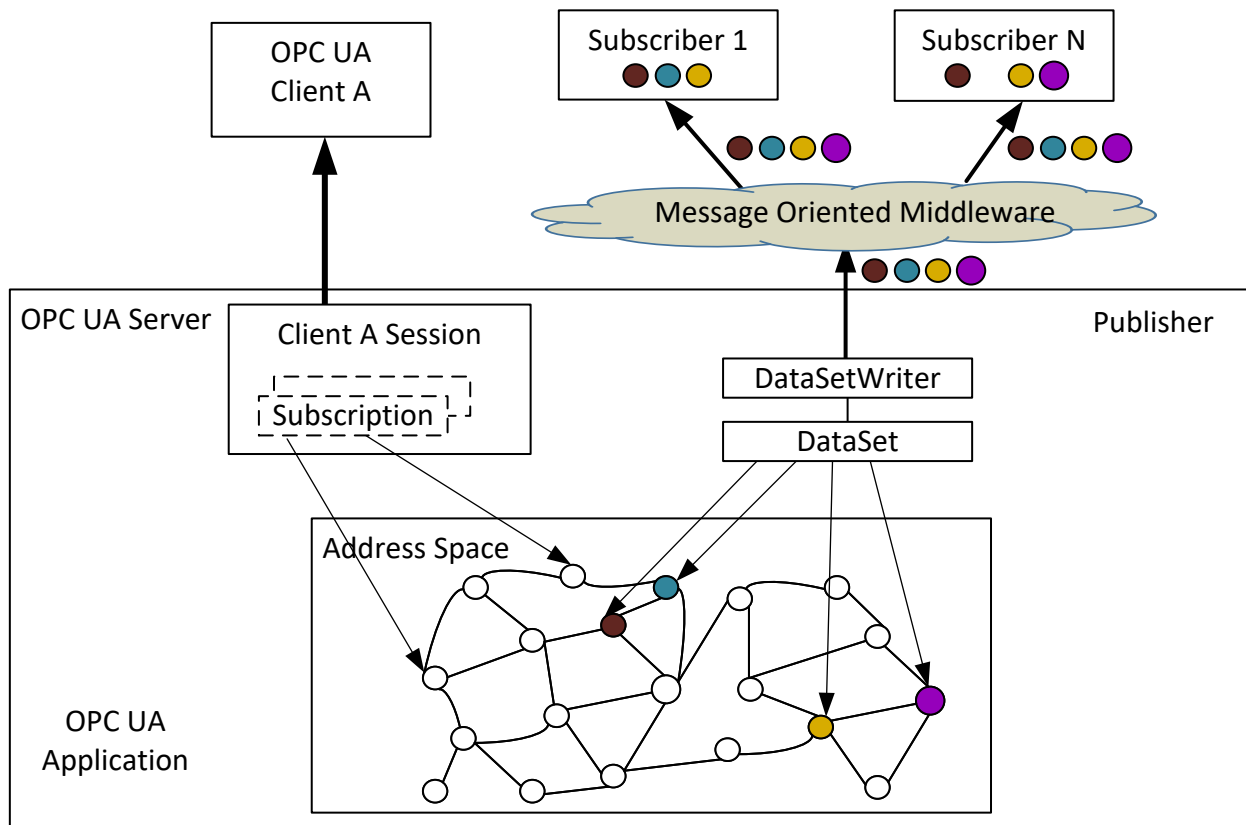 OPC UA
Client A
Subscriber 1
Subscriber N
Message Oriented Middleware
OPC UA Server
Client A Session
Publisher
Subscription
DataSetWriter
DataSet
Address Space
OPC UA
Application